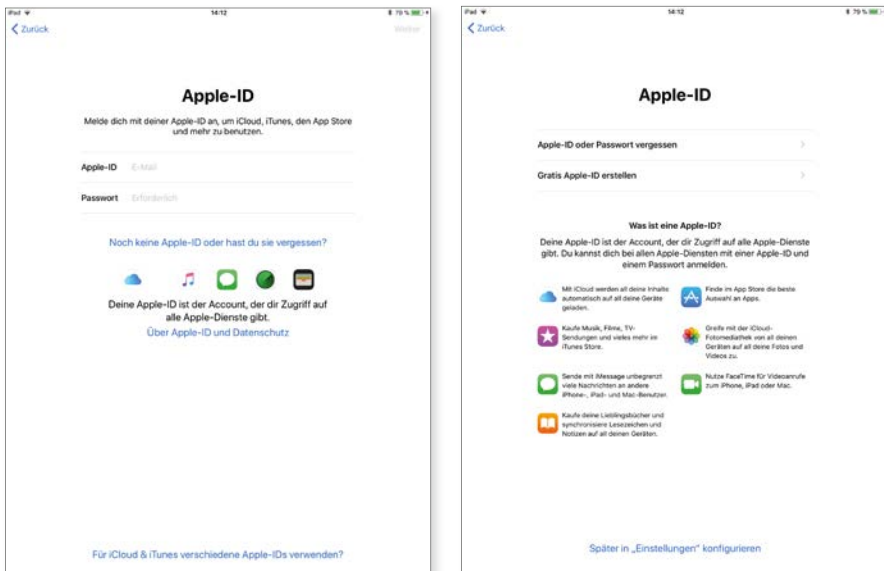 iPad
14:12
79 %
Zurück
Weiter
Apple-ID
Melde dich mit deiner Apple-ID an, um iCloud, iTunes, den App Store
und mehr zu benutzen.
Apple-ID E-Mail
Passwort Erforderlich
Noch keine Apple-ID oder hast du sie vergessen?
Deine Apple-ID ist der Account, der dir Zugriff auf
alle Apple-Dienste gibt.
Über Apple-ID und Datenschutz
Für iCloud & iTunes verschiedene Apple-IDs verwenden?
iPad
14:12
79 %
Zurück
Apple-ID
Apple-ID oder Passwort vergessen
Gratis Apple-ID erstellen
Was ist eine Apple-ID?
Deine Apple-ID ist der Account, der dir Zugriff auf alle Apple-Dienste
gibt. Du kannst dich bei allen Apple-Diensten mit einer Apple-ID und
einem Passwort anmelden.
Mit iCloud werden all deine Inhalte
automatisch auf all deine Geräte
geladen.
Finde im App Store die beste
Auswahl an Apps.
Kaufe Musik, Filme, TV-
Sendungen und vieles mehr im
iTunes Store.
Greife mit der iCloud-
Fotomediathek von all deinen
Geräten auf all deine Fotos und
Videos zu.
Sende mit iMessage unbegrenzt
viele Nachrichten an andere
iPhone-, iPad- und Mac-Benutzer.
Nutze FaceTime für Videoanrufe
zum iPhone, iPad oder Mac.
Kaufe deine Lieblingsbücher und
synchronisiere Lesezeichen und
Notizen auf all deinen Geräten.
Später in „Einstellungen“ konfigurieren